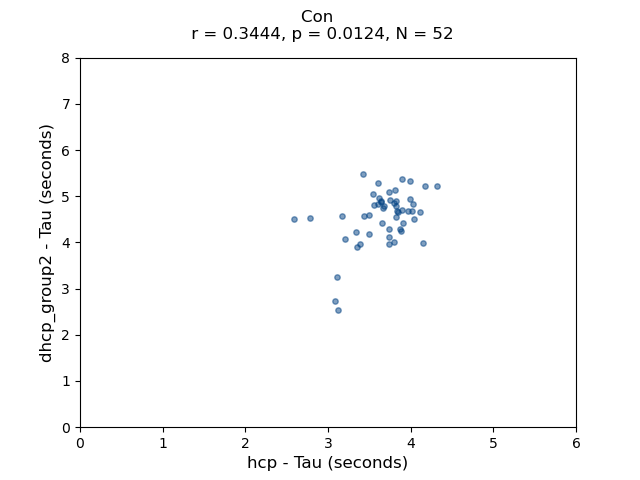 Con
r = 0.3444, p = 0.0124, N = 52
8
7
6
5
4
3
2
1
0
dhcp_group2 - Tau (seconds)
0 1 2 3 4 5 6
hcp - Tau (seconds)